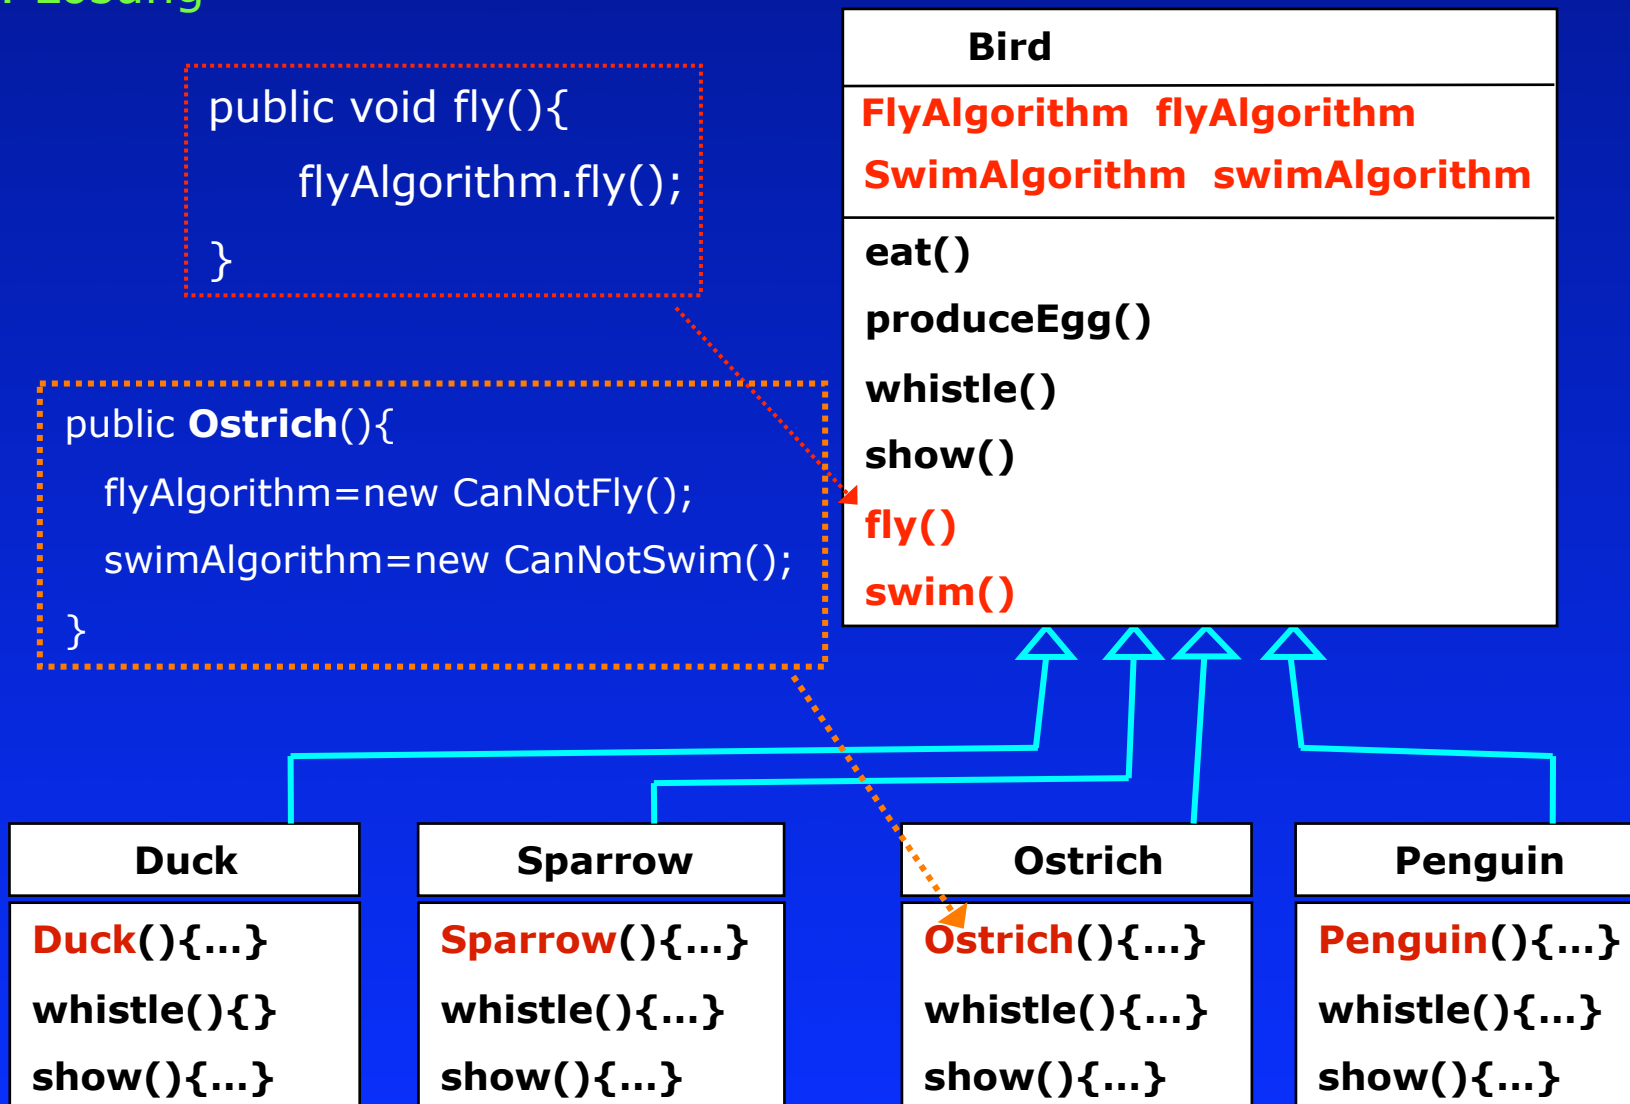 Lösung
public void fly(){
flyAlgorithm.fly();
}
public Ostrich(){
flyAlgorithm=new CanNotFly();
swimAlgorithm=new CanNotSwim();
}
Bird
FlyAlgorithm flyAlgorithm
SwimAlgorithm swimAlgorithm
eat()
produceEgg()
whistle()
show()
fly()
swim()
Duck
Duck(){...}
whistle(){}
show(){...}
Sparrow
Sparrow(){...}
whistle(){...}
show(){...}
Ostrich
Ostrich(){...}
whistle(){...}
show(){...}
Penguin
Penguin(){...}
whistle(){...}
show(){...}